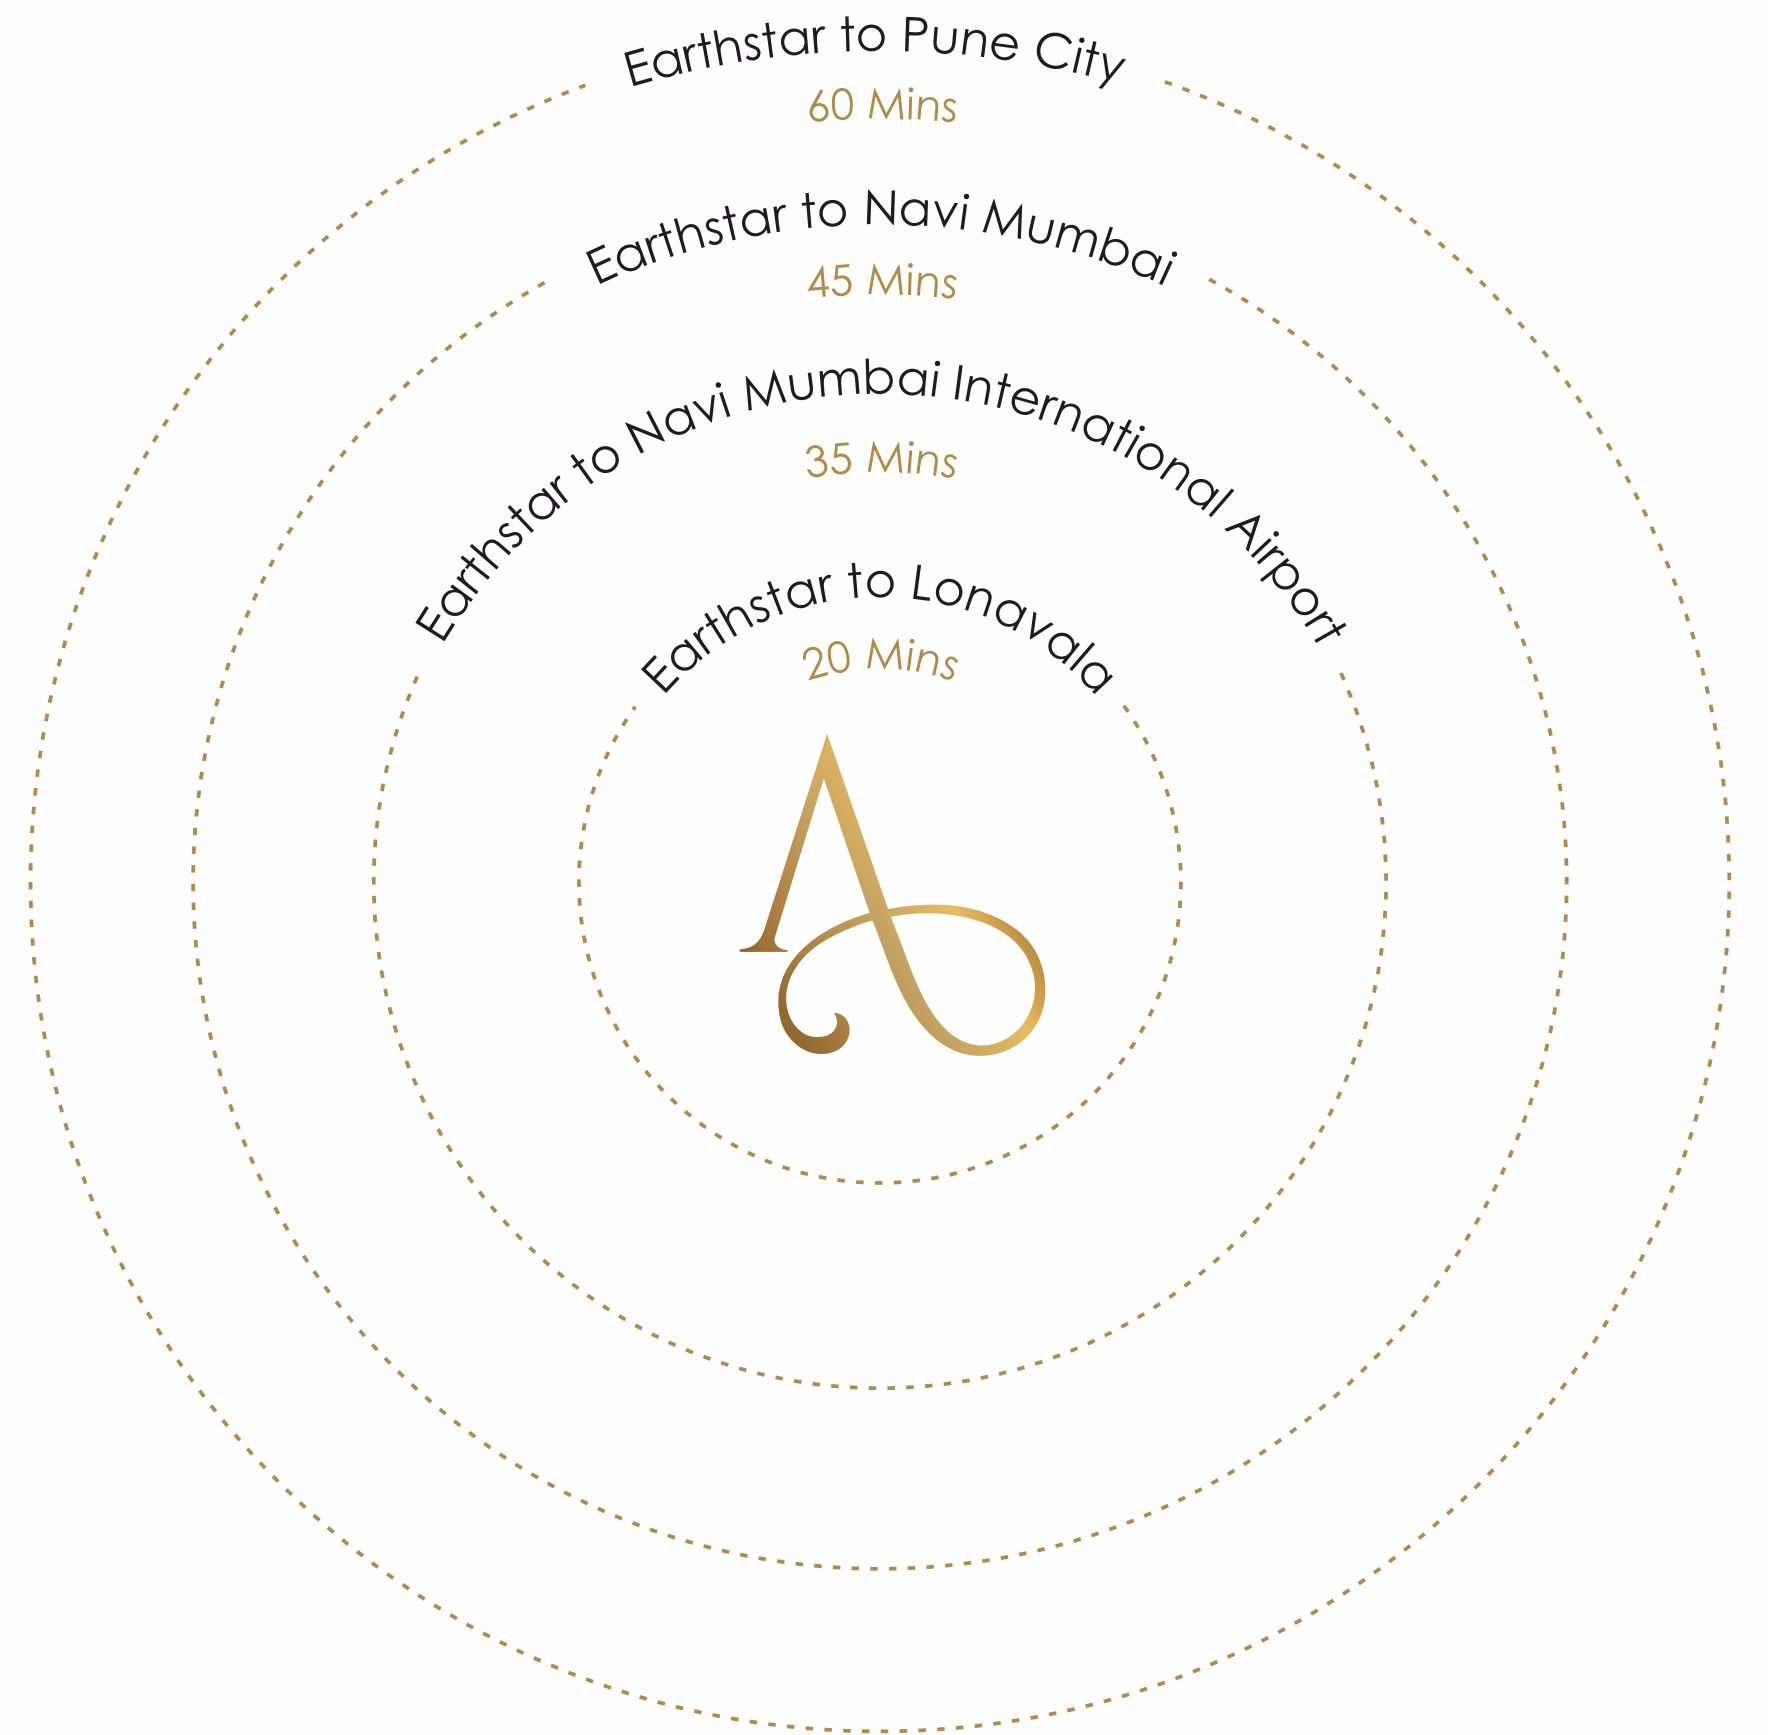 Earthstar to Pune City
60 Mins
Earthstar to Navi Mumbai
45 Mins
Earthstar to Navi Mumbai International Airport
35 Mins
Earthstar to Lonavala
20 Mins
A